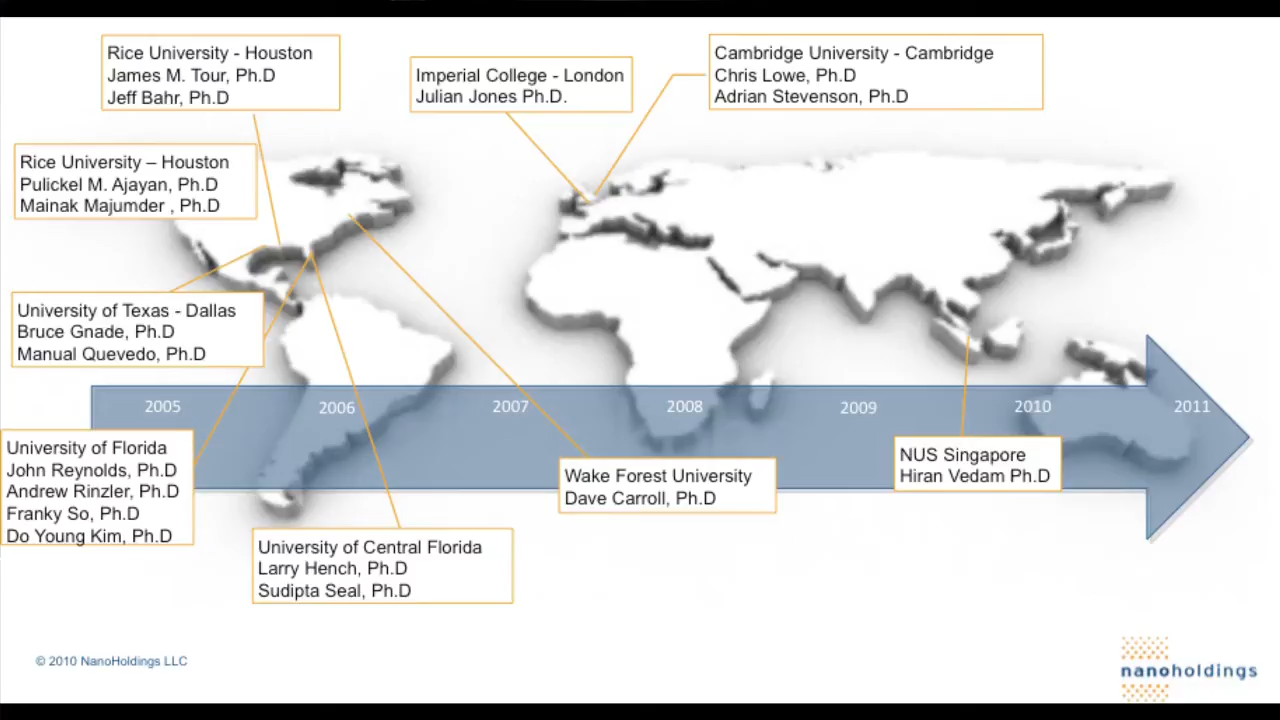 Rice University - Houston
James M. Tour, Ph.D
Jeff Bahr, Ph.D
Imperial College - London
Julian Jones Ph.D.
Cambridge University - Cambridge
Chris Lowe, Ph.D
Adrian Stevenson, Ph.D
Rice University – Houston
Pulickel M. Ajayan, Ph.D
Mainak Majumder , Ph.D
University of Texas - Dallas
Bruce Gnade, Ph.D
Manual Quevedo, Ph.D
2005
2006
2007
2008
2009
2010
2011
University of Florida
John Reynolds, Ph.D
Andrew Rinzler, Ph.D
Franky So, Ph.D
Do Young Kim, Ph.D
Wake Forest University
Dave Carroll, Ph.D
NUS Singapore
Hiran Vedam Ph.D
University of Central Florida
Larry Hench, Ph.D
Sudipta Seal, Ph.D
© 2010 NanoHoldings LLC
nanoholdings